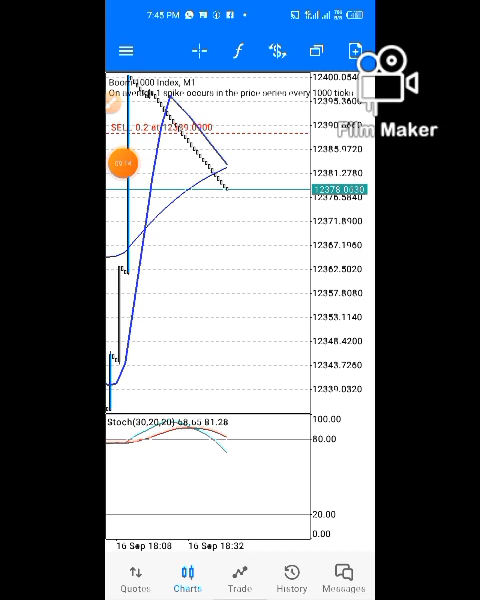 7:45 PM
Boom 1000 Index, M1
On average 1 spike occurs in the price series every 1000 ticks
SELL 0.2 at 12389.0900
09:14
Film Maker
12400.0540
12395.3600
12385.9720
12381.2780
12378.0630
12376.5840
12371.8900
12367.1960
12362.5020
12357.8080
12353.1140
12348.4200
12343.7260
12339.0320
Stoch(30,20,20) 68.65 81.28
100.00
80.00
20.00
0.00
16 Sep 18:08
16 Sep 18:32
Quotes
Charts
Trade
History
Messages